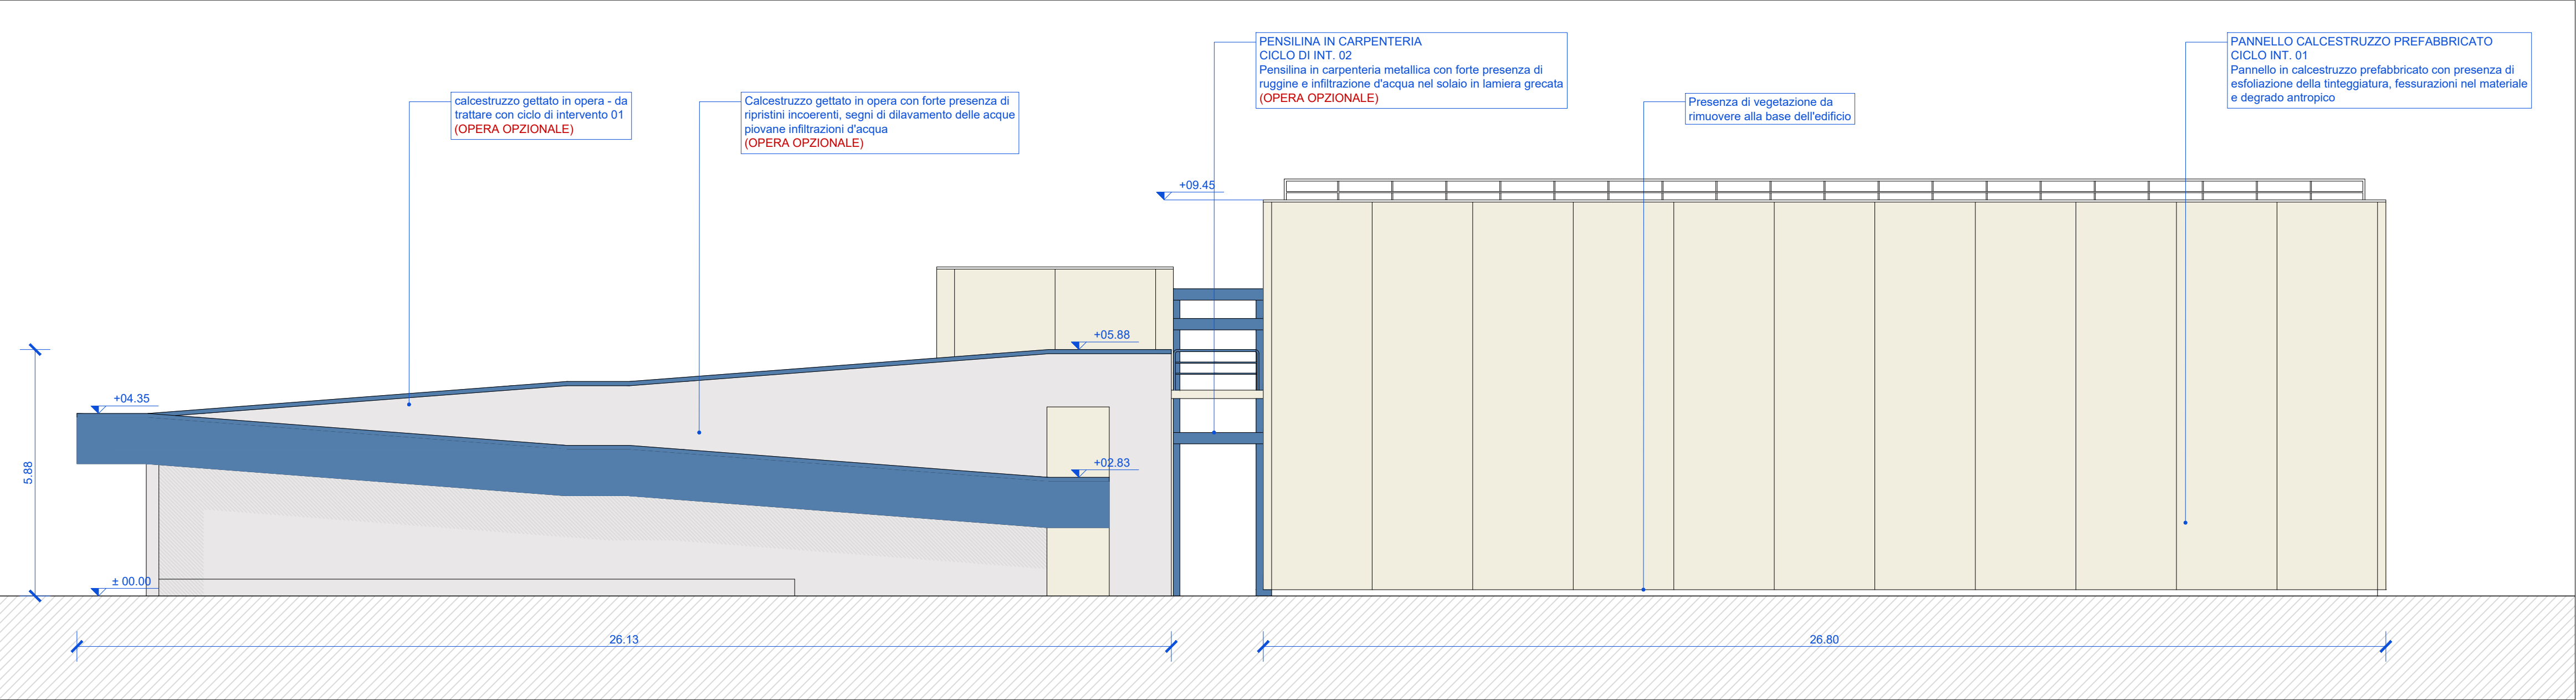 PENSILINA IN CARPENTERIA
CICLO DI INT. 02
Pensilina in carpenteria metallica con forte presenza di
ruggine e infiltrazione d'acqua nel solaio in lamiera grecata
(OPERA OPZIONALE)
PANNELLO CALCESTRUZZO PREFABBRICATO
CICLO INT. 01
Pannello in calcestruzzo prefabbricato con presenza di
esfoliazione della tinteggiatura, fessurazioni nel materiale
e degrado antropico
calcestruzzo gettato in opera - da
trattare con ciclo di intervento 01
(OPERA OPZIONALE)
Calcestruzzo gettato in opera con forte presenza di
ripristini incoerenti, segni di dilavamento delle acque
piovane infiltrazioni d'acqua
(OPERA OPZIONALE)
Presenza di vegetazione da
rimuovere alla base dell'edificio
+09.45
+05.88
+04.35
+02.83
5.88
± 00.00
26.13
26.80